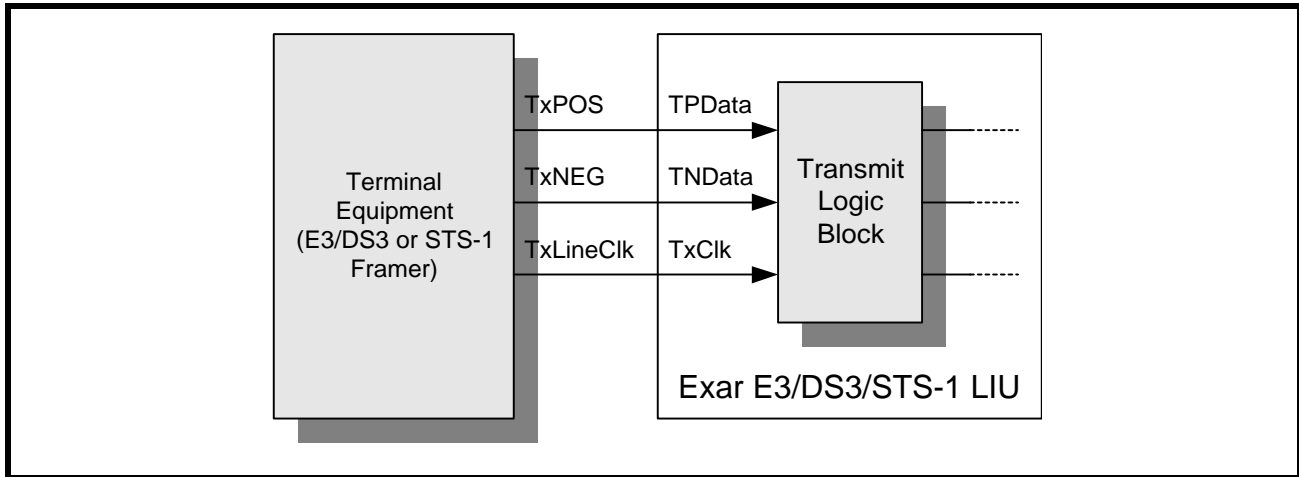 TxPOS TPData
TxNEG TNData
TxLineClk TxClk
Terminal
Equipment
(E3/DS3 or STS-1
Framer)
Transmit
Logic
Block
Exar E3/DS3/STS-1 LIU